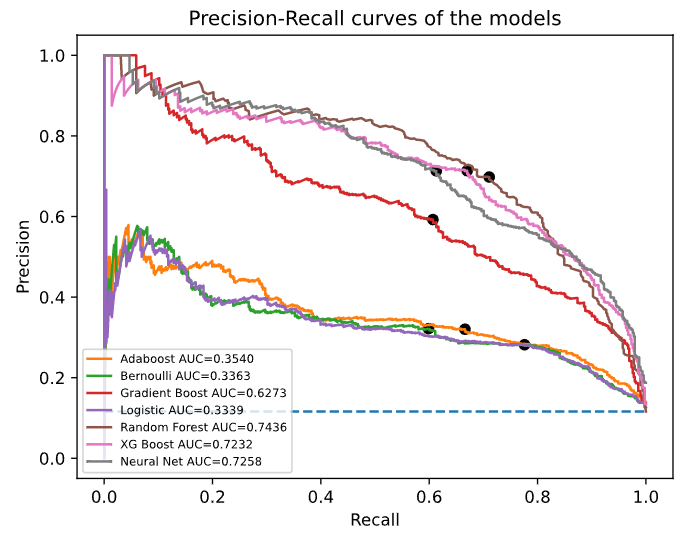 Precision-Recall curves of the models
1.0
0.8
0.6
0.4
0.2
0.0
Precision
Adaboost AUC=0.3540
Bernoulli AUC=0.3363
Gradient Boost AUC=0.6273
Logistic AUC=0.3339
Random Forest AUC=0.7436
XG Boost AUC=0.7232
Neural Net AUC=0.7258
0.0 0.2 0.4 0.6 0.8 1.0
Recall